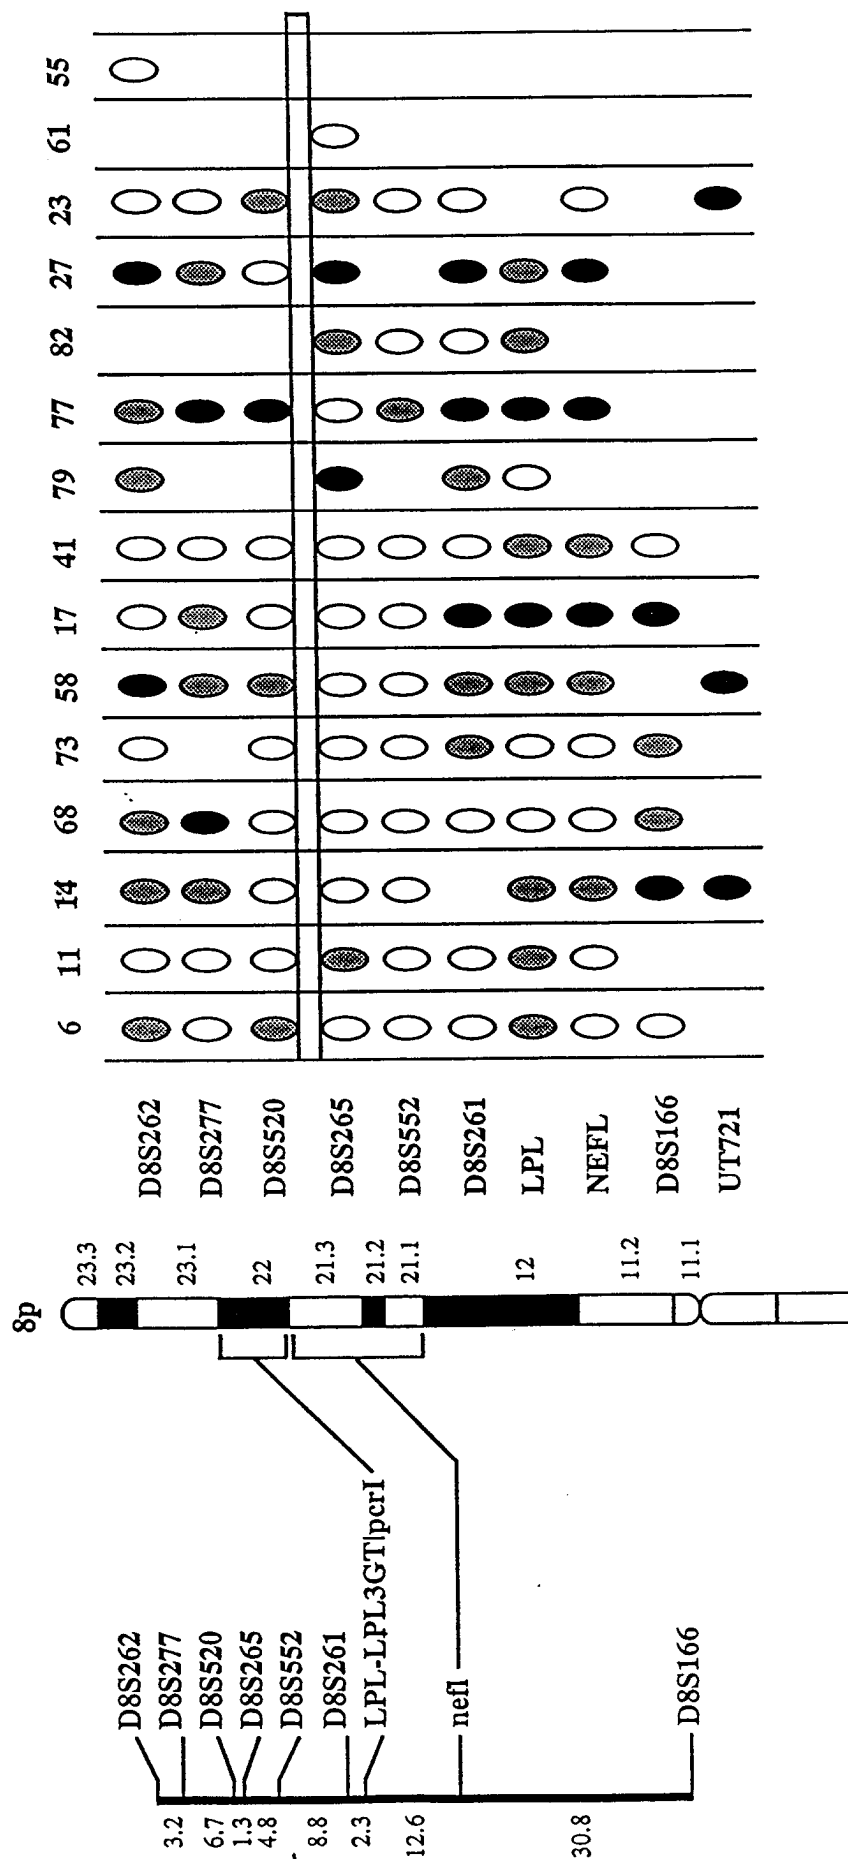 55
61
23
27
82
77
79
41
17
58
73
68
14
11
6
D8S262
D8S277
D8S520
D8S265
D8S552
D8S261
LPL
NEFL
D8S166
UT721
8p
23.3
23.2
23.1
22
21.3
21.2
21.1
12
11.2
11.1
D8S262
D8S277
D8S520
D8S265
D8S552
D8S261
LPL-LPL3GT|pcrI
nefl
D8S166
3.2
6.7
1.3
4.8
8.8
2.3
12.6
30.8